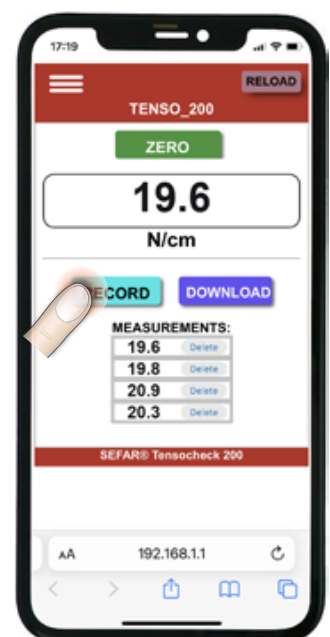 17:19
RELOAD
TENSO_200
ZERO
19.6
N/cm
RECORD DOWNLOAD
MEASUREMENTS:
19.6 Delete
19.8 Delete
20.9 Delete
20.3 Delete
SEFAR® Tensocheck 200
AA 192.168.1.1